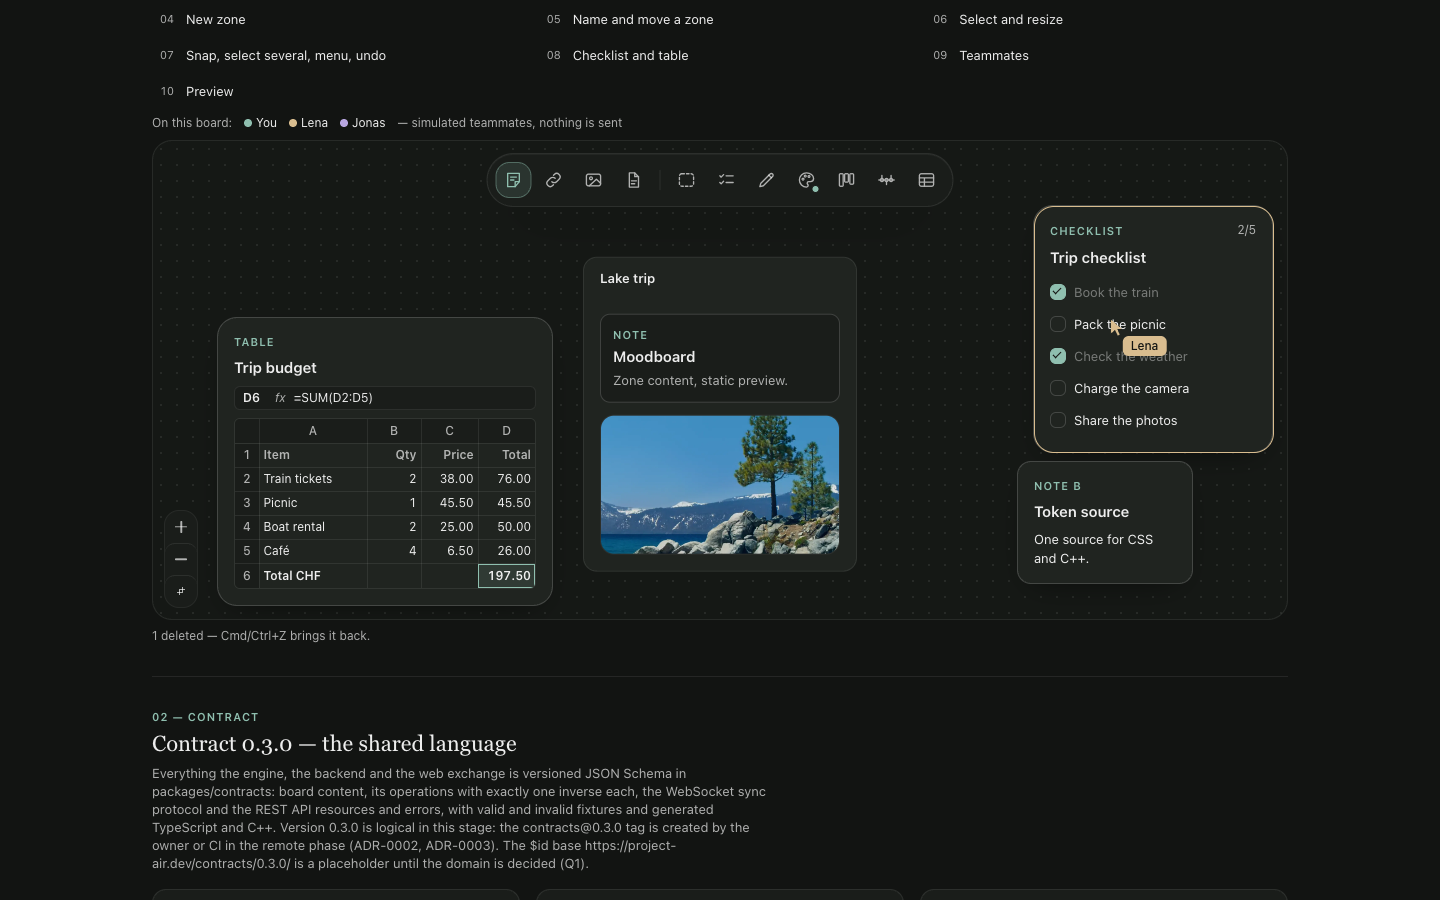 04 New zone
05 Name and move a zone
06 Select and resize
07 Snap, select several, menu, undo
08 Checklist and table
09 Teammates
10 Preview
On this board: You Lena Jonas — simulated teammates, nothing is sent
TABLE
Trip budget
D6 fx =SUM(D2:D5)
A B C D
1 Item Qty Price Total
2 Train tickets 2 38.00 76.00
3 Picnic 1 45.50 45.50
4 Boat rental 2 25.00 50.00
5 Café 4 6.50 26.00
6 Total CHF 197.50
Lake trip
NOTE
Moodboard
Zone content, static preview.
CHECKLIST 2/5
Trip checklist
Book the train
Pack the picnic
Lena
Check the weather
Charge the camera
Share the photos
NOTE B
Token source
One source for CSS
and C++.
1 deleted — Cmd/Ctrl+Z brings it back.
02 — CONTRACT
Contract 0.3.0 — the shared language
Everything the engine, the backend and the web exchange is versioned JSON Schema in
packages/contracts: board content, its operations with exactly one inverse each, the WebSocket sync
protocol and the REST API resources and errors, with valid and invalid fixtures and generated
TypeScript and C++. Version 0.3.0 is logical in this stage: the contracts@0.3.0 tag is created by the
owner or CI in the remote phase (ADR-0002, ADR-0003). The $id base https://project-
air.dev/contracts/0.3.0/ is a placeholder until the domain is decided (Q1).